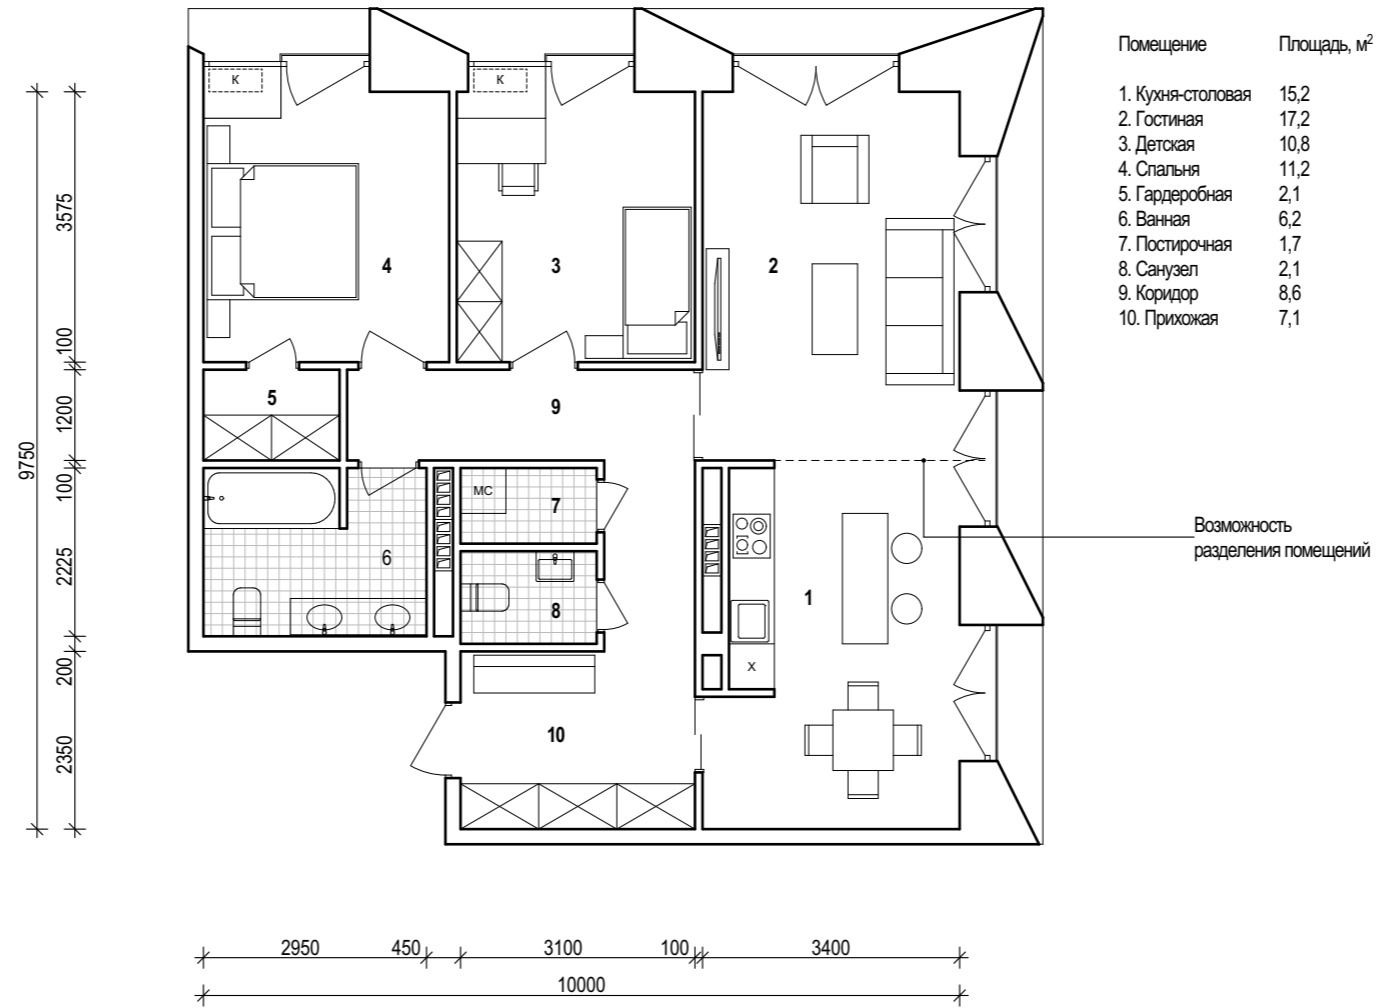 Помещение Площадь, м²
1. Кухня-столовая 15,2
2. Гостиная 17,2
3. Детская 10,8
4. Спальня 11,2
5. Гардеробная 2,1
6. Ванная 6,2
7. Постирочная 1,7
8. Санузел 2,1
9. Коридор 8,6
10. Прихожая 7,1
К
К
4
3
2
5
9
МС
7
6
8
1
Х
10
Возможность
разделения помещений
9750
3575
100
1200
100
2225
200
2350
2950 450 3100 100 3400
10000